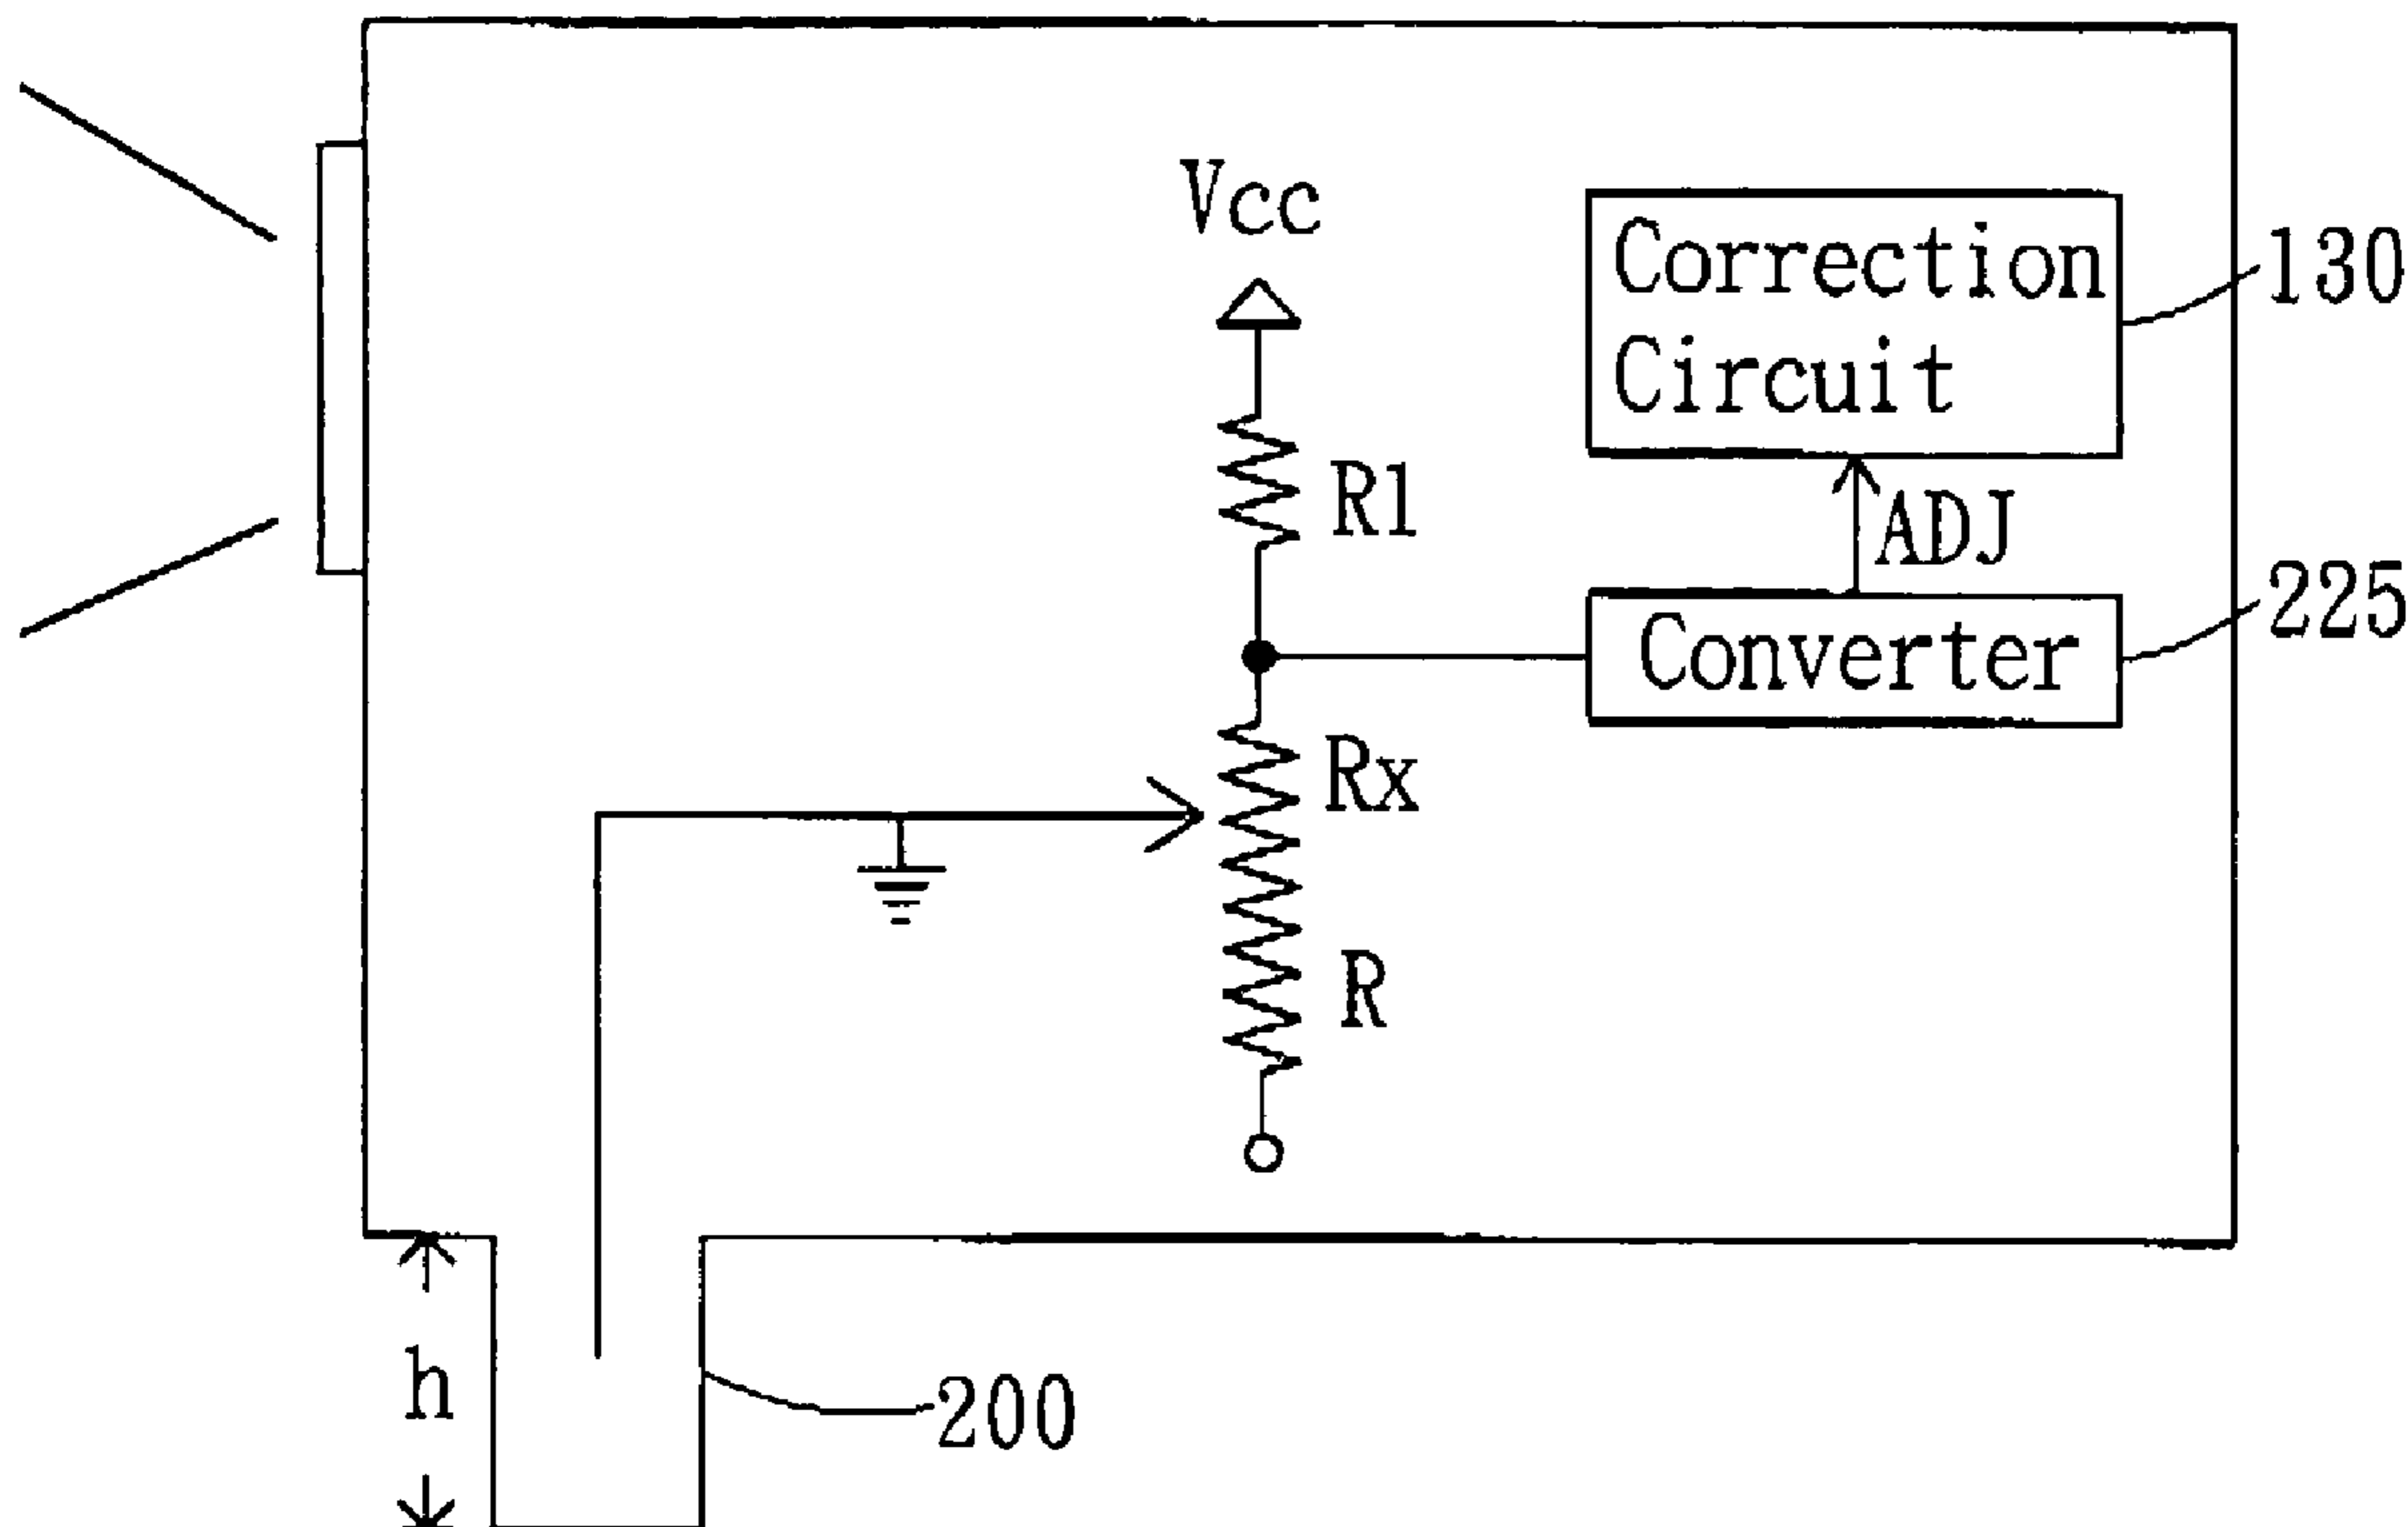 Vcc
Correction
Circuit
130
R1
ADJ
225
Converter
Rx
R
h
200